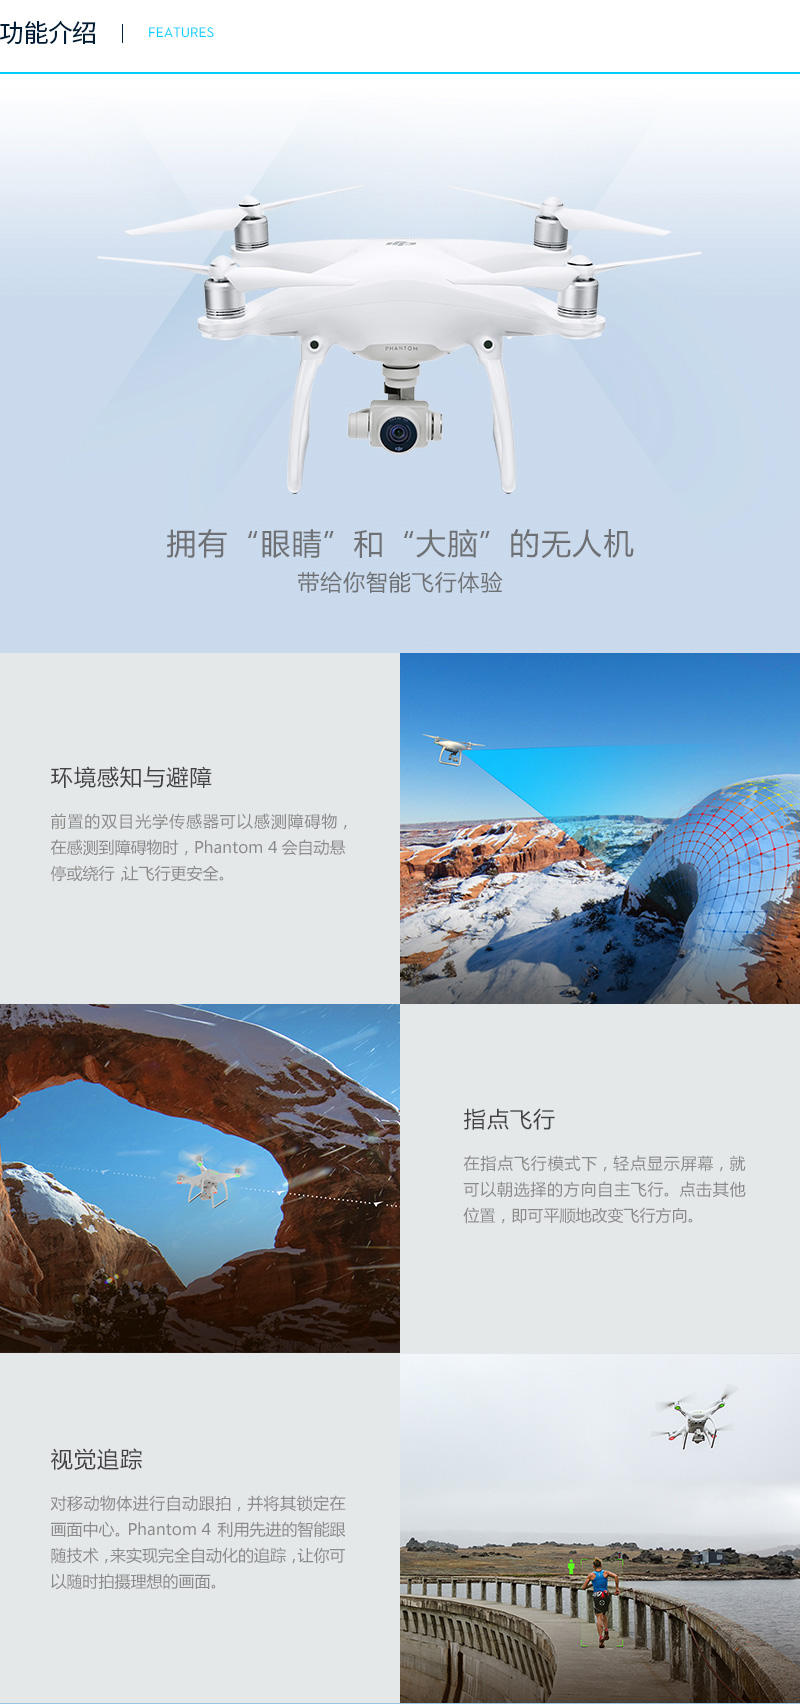 功能介绍 | FEATURES
PHANTOM
拥有“眼睛”和“大脑”的无人机
带给你智能飞行体验
环境感知与避障
前置的双目光学传感器可以感测障碍物，
在感测到障碍物时，Phantom 4 会自动悬
停或绕行，让飞行更安全。
指点飞行
在指点飞行模式下，轻点显示屏幕，就
可以朝选择的方向自主飞行。点击其他
位置，即可平顺地改变飞行方向。
视觉追踪
对移动物体进行自动跟拍，并将其锁定在
画面中心。Phantom 4 利用先进的智能跟
随技术，来实现完全自动化的追踪，让你可
以随时拍摄理想的画面。